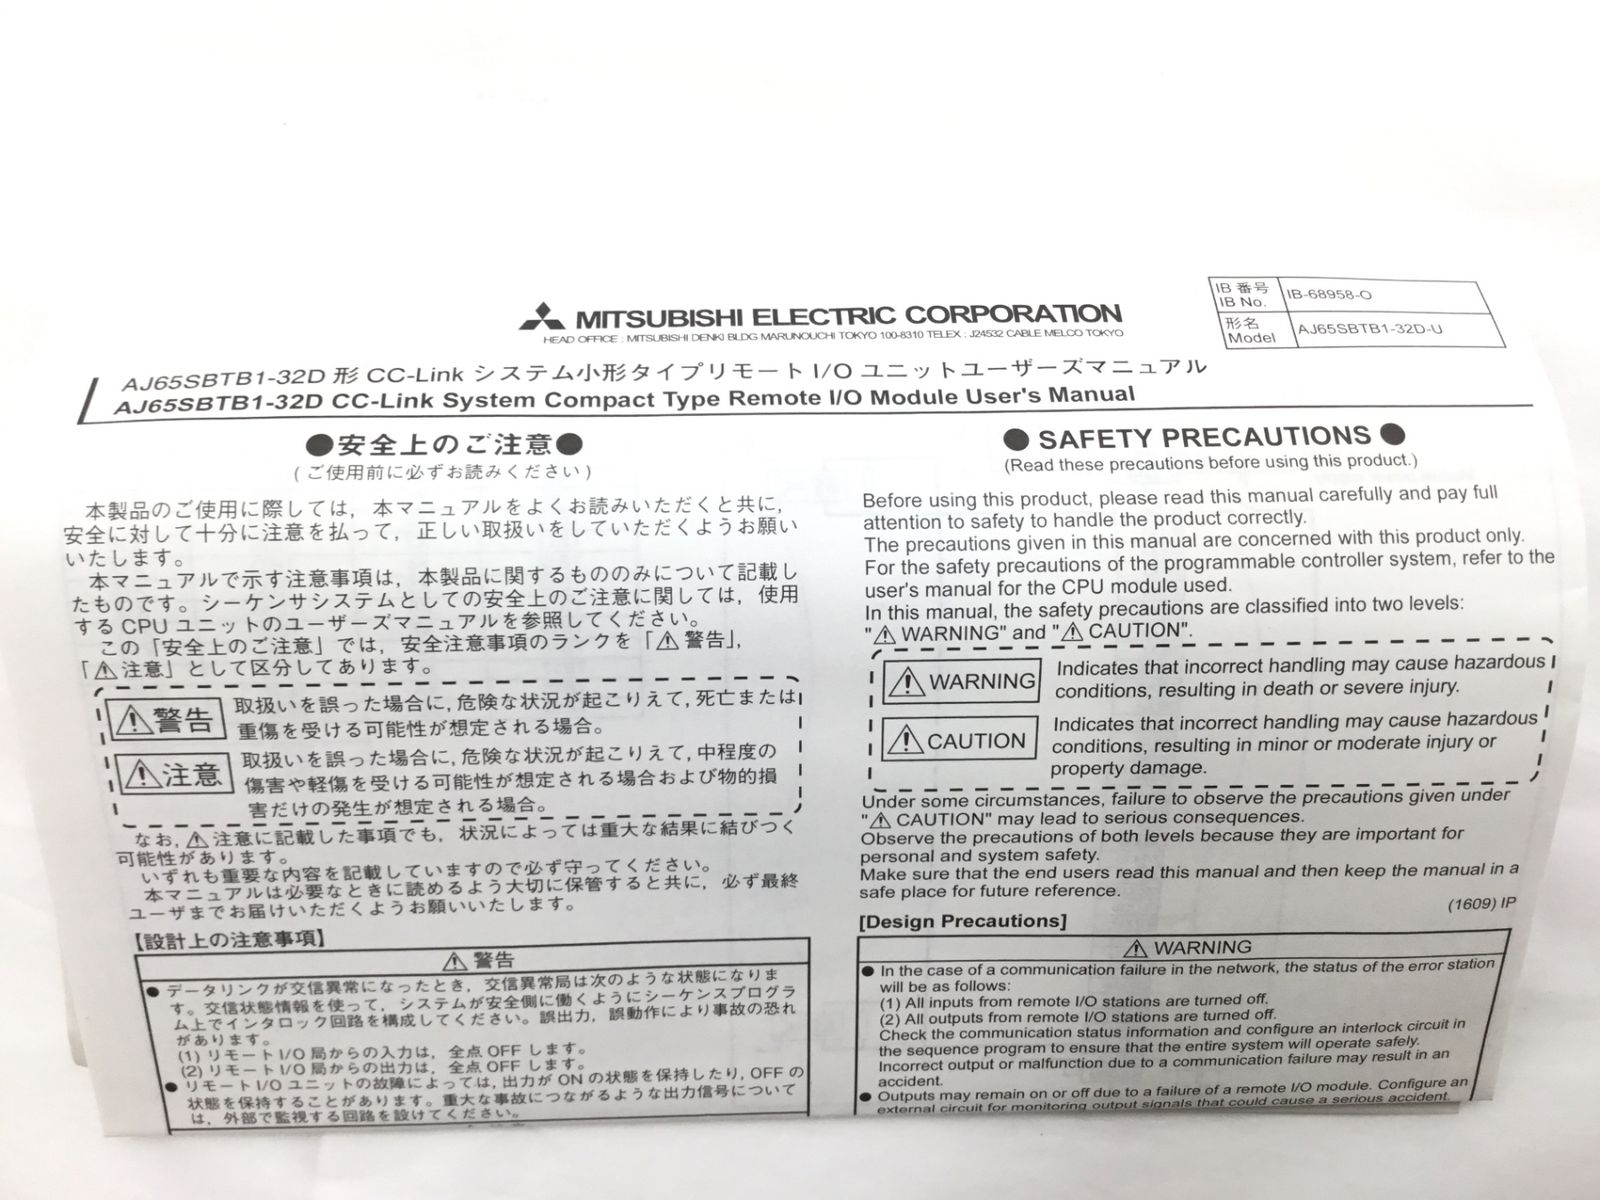 MITSUBISHI ELECTRIC CORPORATION
HEAD OFFICE : MITSUBISHI DENKI BLDG MARUNOUCHI TOKYO 100-8310 TELEX : J24532 CABLE MELCO TOKYO
IB 番号
IB No.
IB-68958-O
形名
Model
AJ65SBTB1-32D-U
AJ65SBTB1-32D 形 CC-Link システム小形タイプリモート I/O ユニットユーザーズマニュアル
AJ65SBTB1-32D CC-Link System Compact Type Remote I/O Module User's Manual
●安全上のご注意●
(ご使用前に必ずお読みください)
本製品のご使用に際しては，本マニュアルをよくお読みいただくと共に，
安全に対して十分に注意を払って，正しい取扱いをしていただくようお願い
いたします。
本マニュアルで示す注意事項は，本製品に関するもののみについて記載し
たものです。シーケンサシステムとしての安全上のご注意に関しては，使用
する CPU ユニットのユーザーズマニュアルを参照してください。
この「安全上のご注意」では，安全注意事項のランクを「⚠警告」，
「⚠注意」として区分してあります。
⚠警告
取扱いを誤った場合に，危険な状況が起こりえて，死亡または
重傷を受ける可能性が想定される場合。
⚠注意
取扱いを誤った場合に，危険な状況が起こりえて，中程度の
傷害や軽傷を受ける可能性が想定される場合および物的損
害だけの発生が想定される場合。
なお，⚠注意に記載した事項でも，状況によっては重大な結果に結びつく
可能性があります。
いずれも重要な内容を記載していますので必ず守ってください。
本マニュアルは必要なときに読めるよう大切に保管すると共に，必ず最終
ユーザまでお届けいただくようお願いいたします。
【設計上の注意事項】
⚠警告
● データリンクが交信異常になったとき，交信異常局は次のような状態になりま
す。交信状態情報を使って，システムが安全側に働くようにシーケンスプログラ
ム上でインタロック回路を構成してください。誤出力，誤動作により事故の恐れ
があります。
(1) リモート I/O 局からの入力は，全点 OFF します。
(2) リモート I/O 局からの出力は，全点 OFF します。
● リモート I/O ユニットの故障によっては，出力が ON の状態を保持したり，OFF の
状態を保持することがあります。重大な事故につながるような出力信号について
は，外部で監視する回路を設けてください。
● SAFETY PRECAUTIONS ●
(Read these precautions before using this product.)
Before using this product, please read this manual carefully and pay full
attention to safety to handle the product correctly.
The precautions given in this manual are concerned with this product only.
For the safety precautions of the programmable controller system, refer to the
user's manual for the CPU module used.
In this manual, the safety precautions are classified into two levels:
"⚠ WARNING" and "⚠ CAUTION".
⚠ WARNING
Indicates that incorrect handling may cause hazardous
conditions, resulting in death or severe injury.
⚠ CAUTION
Indicates that incorrect handling may cause hazardous
conditions, resulting in minor or moderate injury or
property damage.
Under some circumstances, failure to observe the precautions given under
"⚠ CAUTION" may lead to serious consequences.
Observe the precautions of both levels because they are important for
personal and system safety.
Make sure that the end users read this manual and then keep the manual in a
safe place for future reference.
(1609) IP
[Design Precautions]
⚠ WARNING
● In the case of a communication failure in the network, the status of the error station
will be as follows:
(1) All inputs from remote I/O stations are turned off.
(2) All outputs from remote I/O stations are turned off.
Check the communication status information and configure an interlock circuit in
the sequence program to ensure that the entire system will operate safely.
Incorrect output or malfunction due to a communication failure may result in an
accident.
● Outputs may remain on or off due to a failure of a remote I/O module. Configure an
external circuit for monitoring output signals that could cause a serious accident.